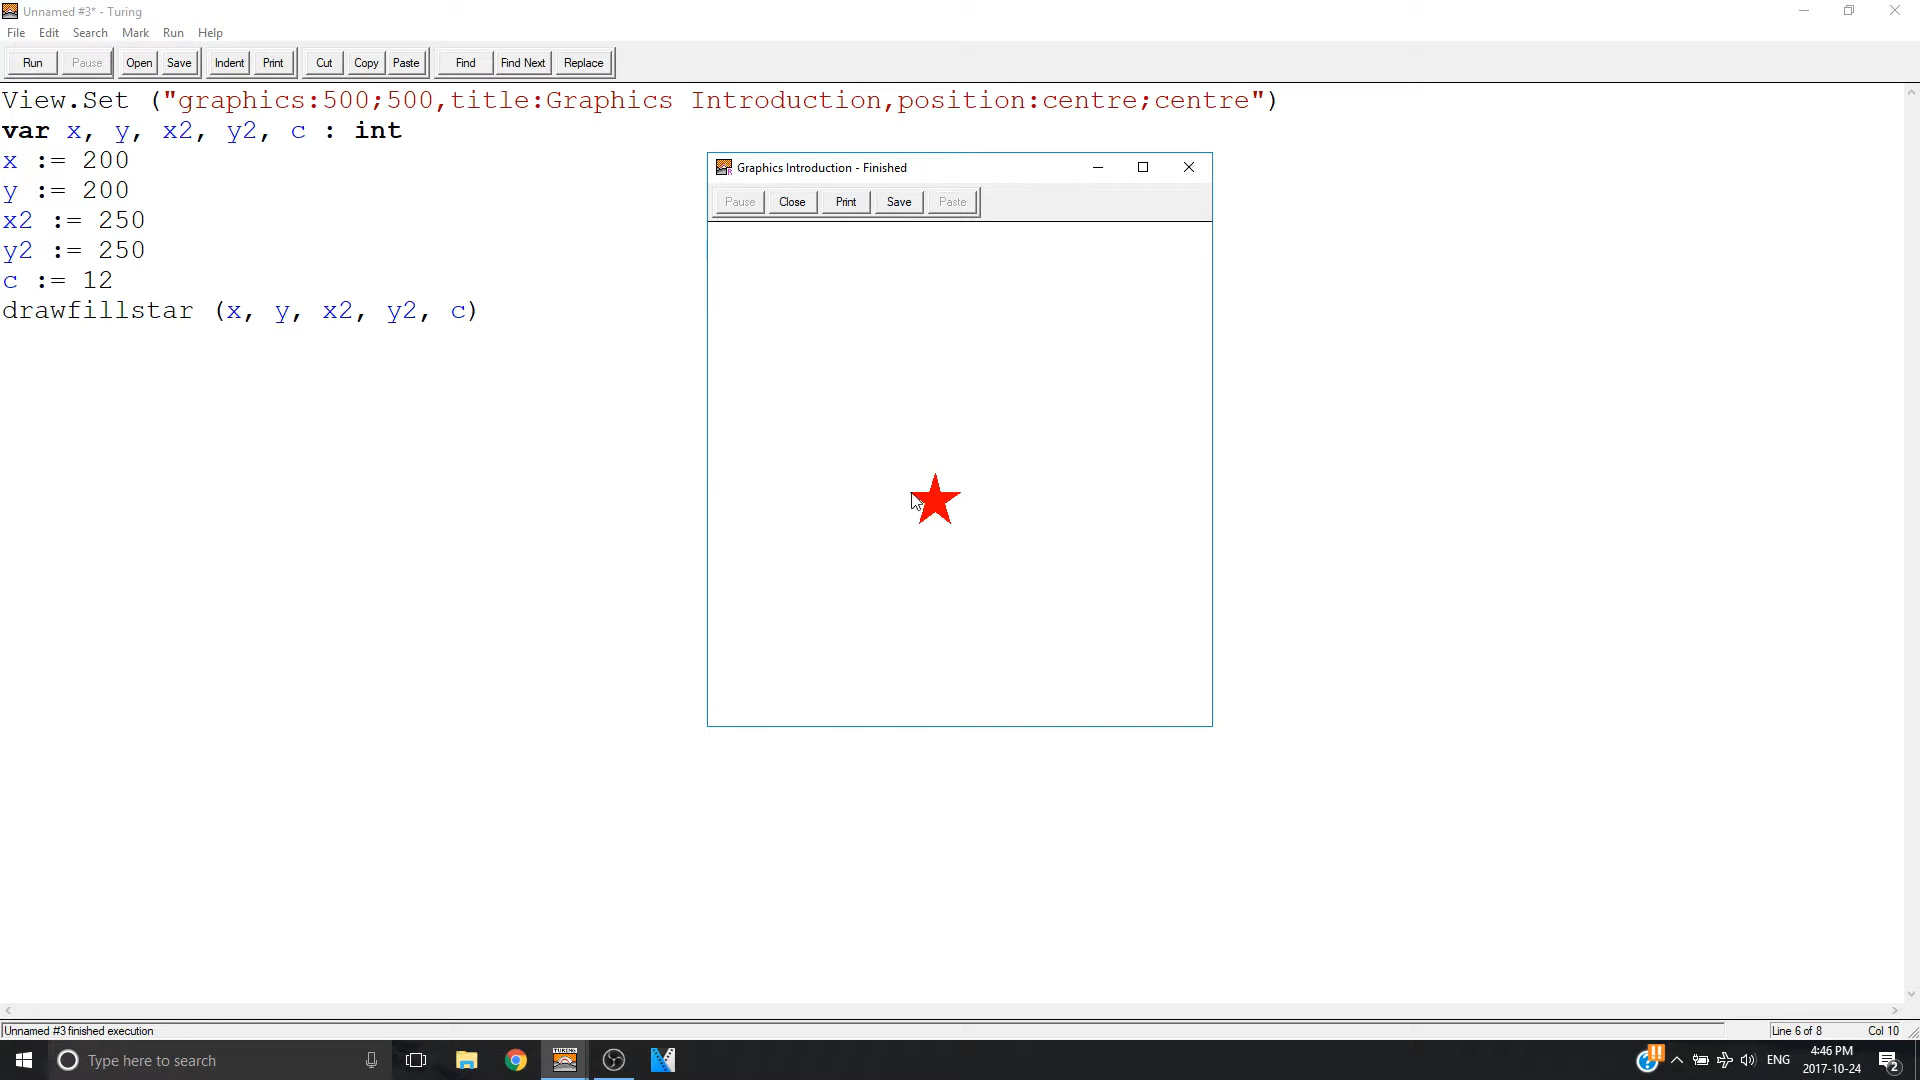 Unnamed #3* - Turing
File Edit Search Mark Run Help
Run Pause Open Save Indent Print Cut Copy Paste Find Find Next Replace
View.Set ("graphics:500;500,title:Graphics Introduction,position:centre;centre")
var x, y, x2, y2, c : int
x := 200
y := 200
x2 := 250
y2 := 250
c := 12
drawfillstar (x, y, x2, y2, c)
Graphics Introduction - Finished
Pause Close Print Save Paste
Unnamed #3 finished execution
Line 6 of 8 Col 10
Type here to search
TURING
ENG
4:46 PM
2017-10-24
2